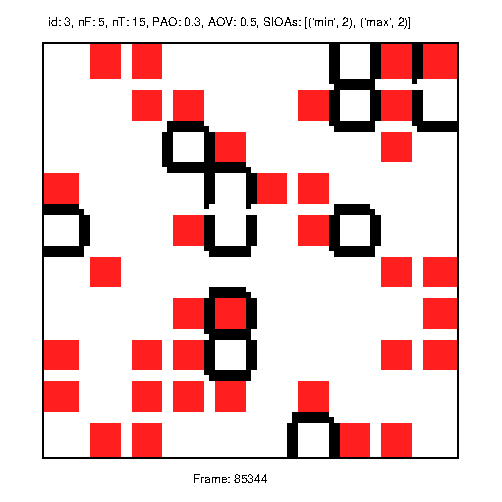 id: 3, nF: 5, nT: 15, PAO: 0.3, AOV: 0.5, SIOAs: [('min', 2), ('max', 2)]
Frame: 85344